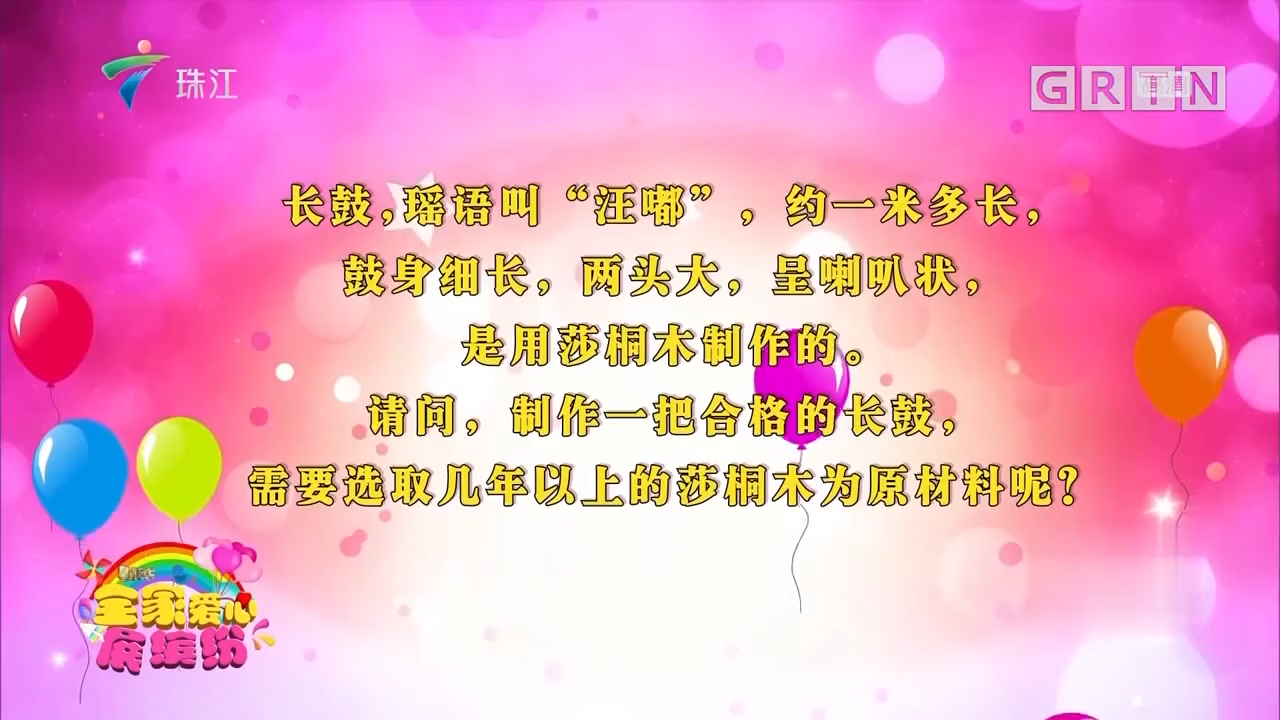 珠江
GRTN
高清
长鼓，瑶语叫“汪嘟”，约一米多长，
鼓身细长，两头大，呈喇叭状，
是用莎桐木制作的。
请问，制作一把合格的长鼓，
需要选取几年以上的莎桐木为原材料呢？
全家爱心
展缤纷